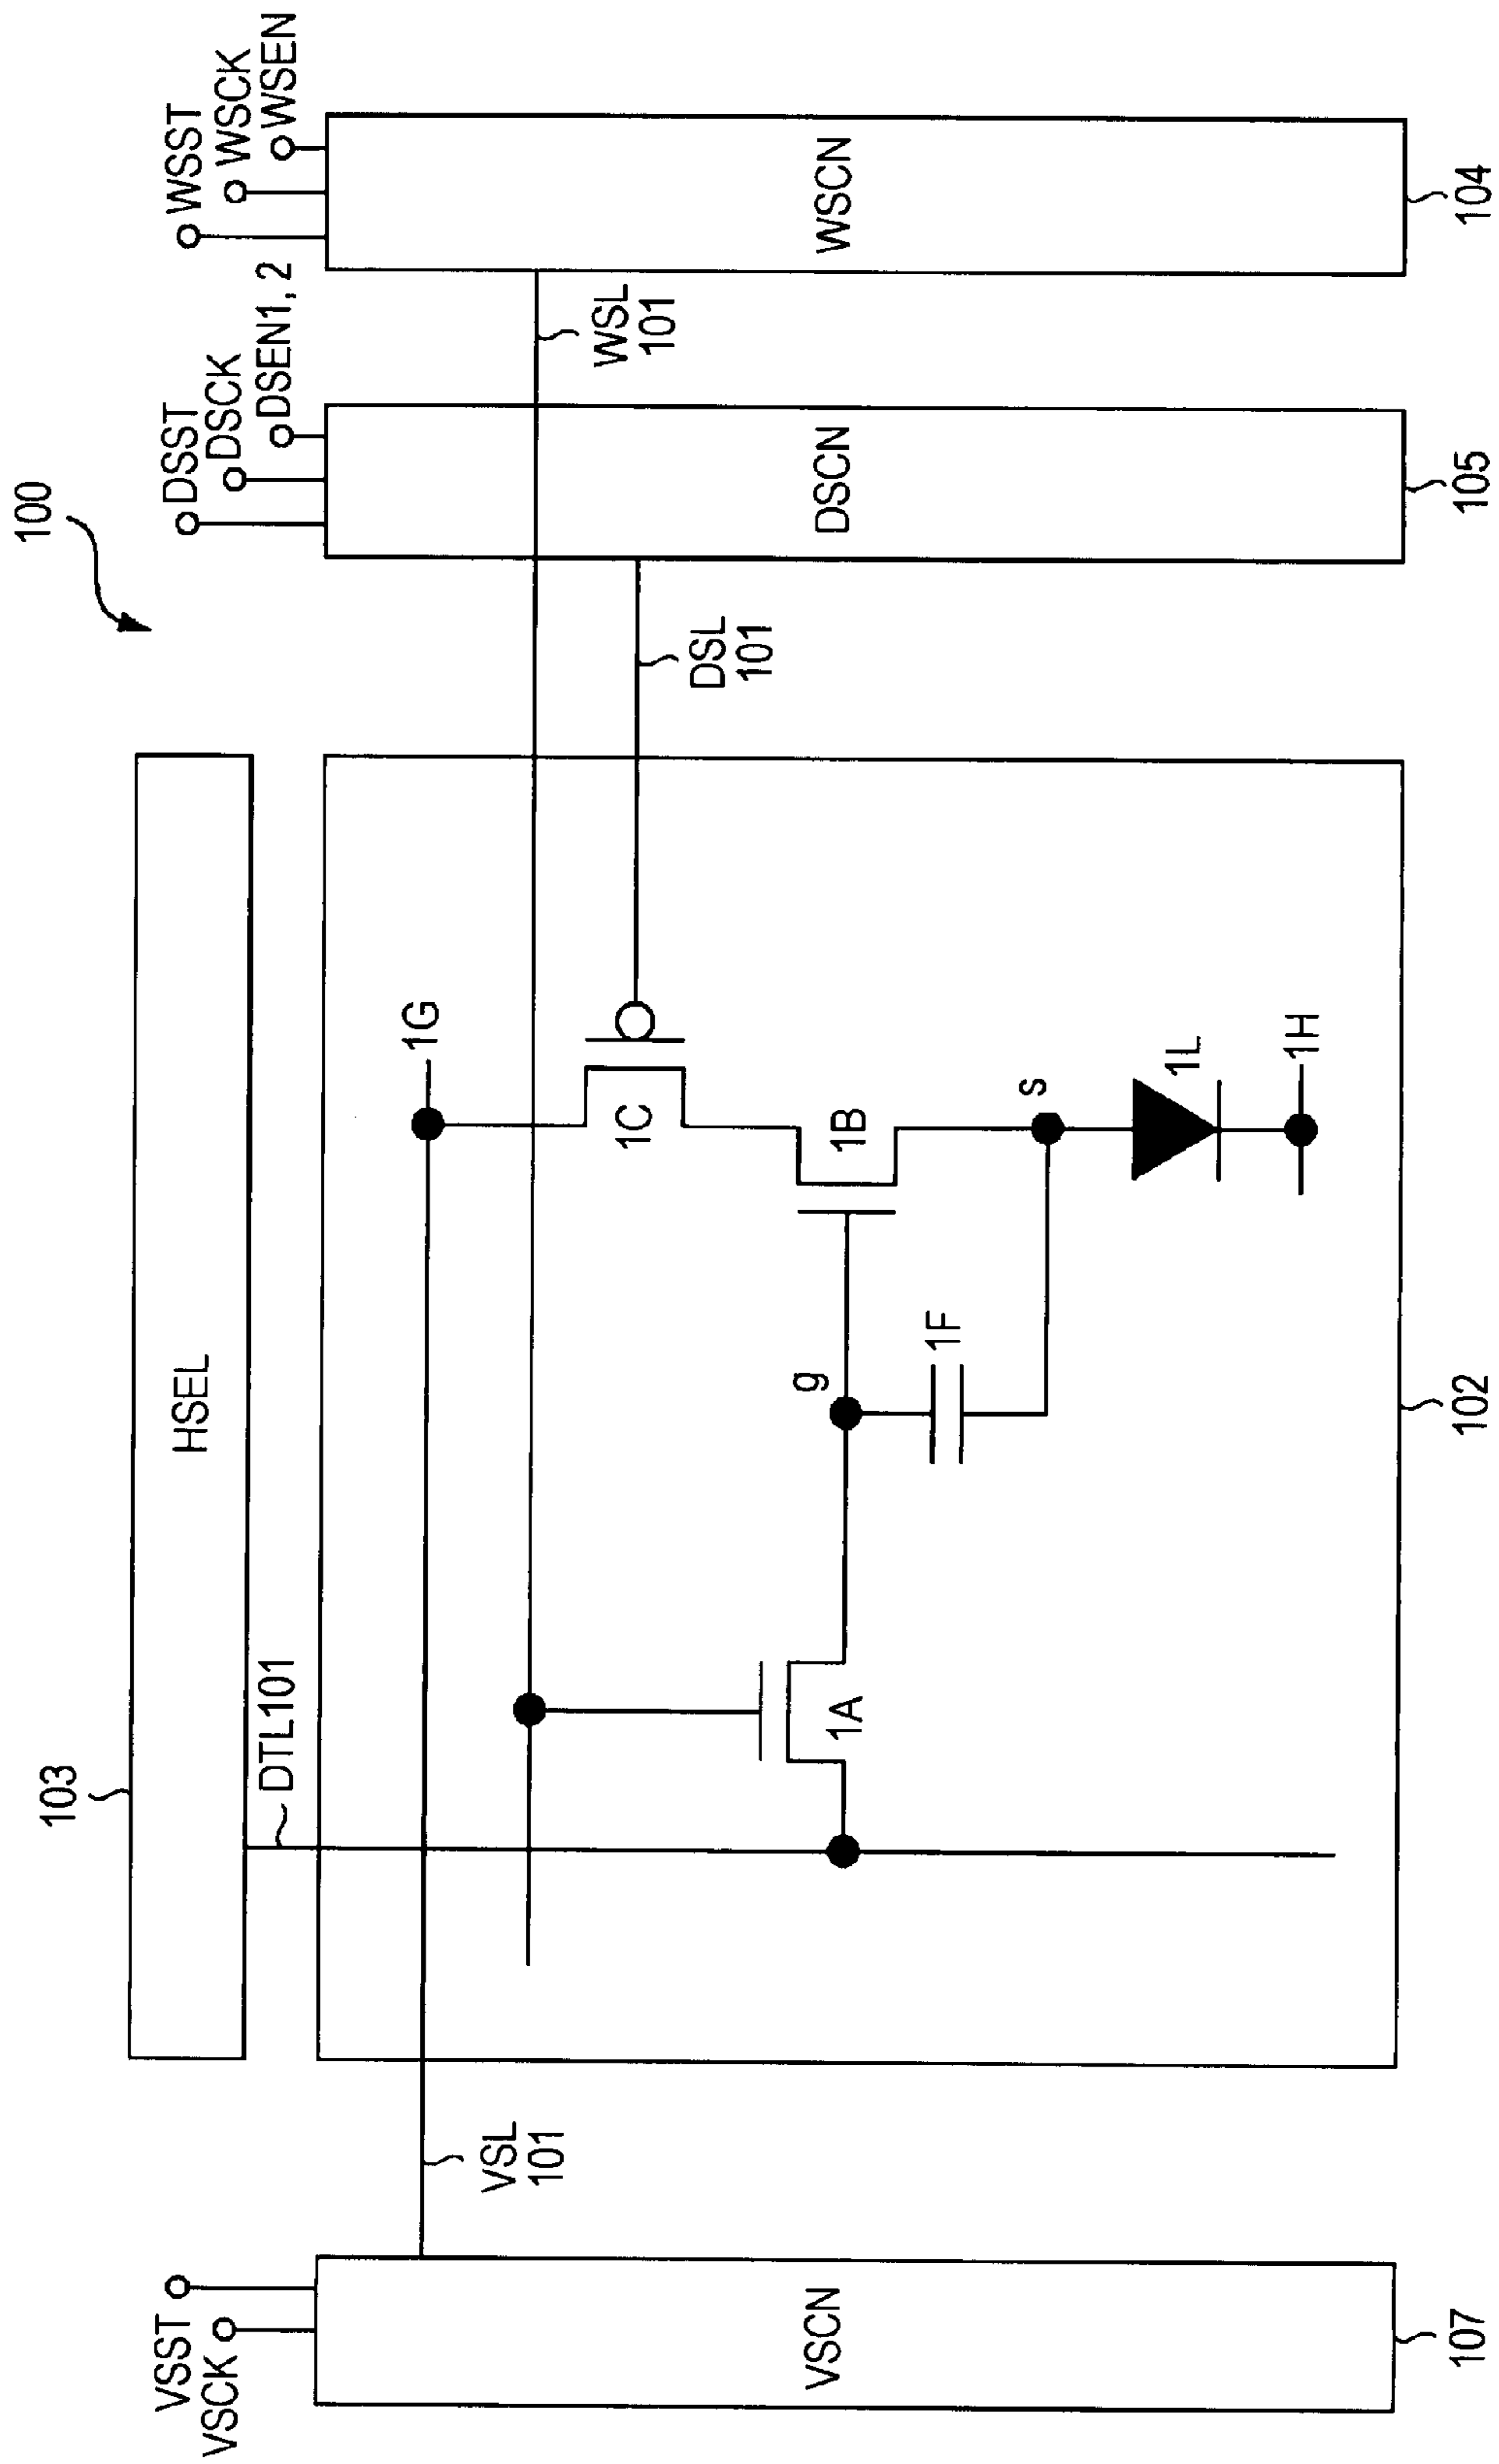 100
103
HSEL
DTL101
VSST
VSCK
VSCN
107
VSL
101
DSST
DSCK
DSEN1, 2
DSCN
105
DSL
101
WSST
WSCK
WSEN
WSCN
104
WSL
101
1G
1C
1B
1A
g
1F
s
1L
1H
102